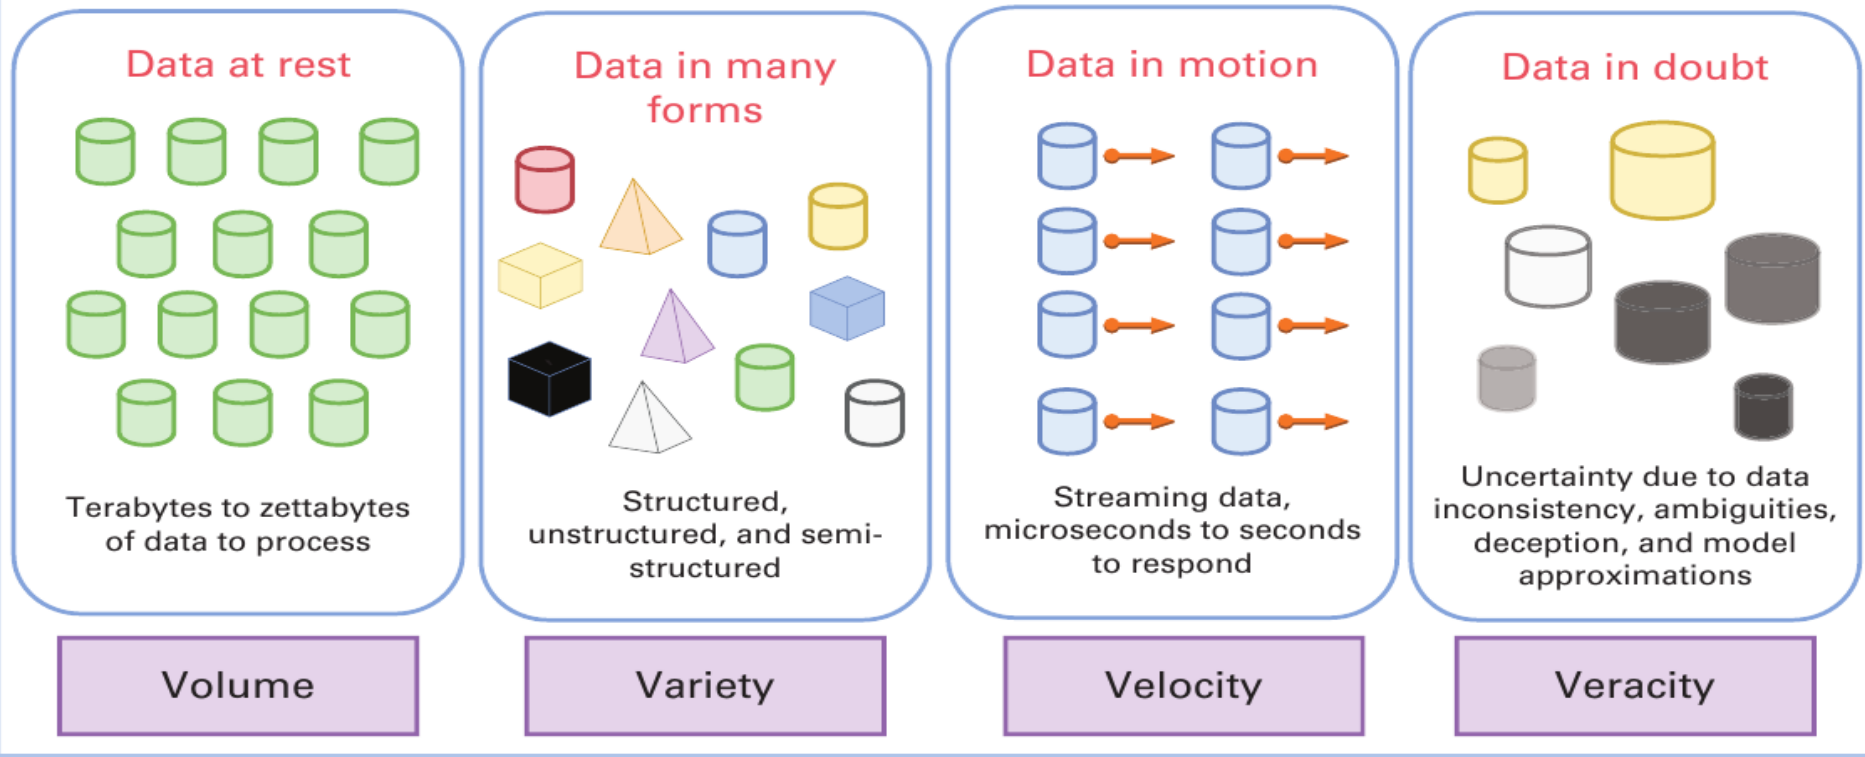 Data at rest
Terabytes to zettabytes
of data to process
Volume
Data in many
forms
Structured,
unstructured, and semi-
structured
Variety
Data in motion
Streaming data,
microseconds to seconds
to respond
Velocity
Data in doubt
Uncertainty due to data
inconsistency, ambiguities,
deception, and model
approximations
Veracity